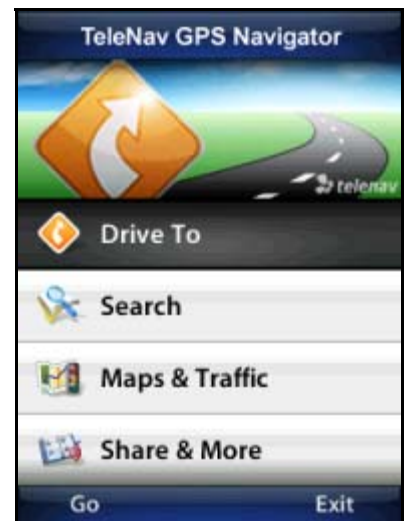 TeleNav GPS Navigator
telenav
Drive To
Search
Maps & Traffic
Share & More
Go Exit